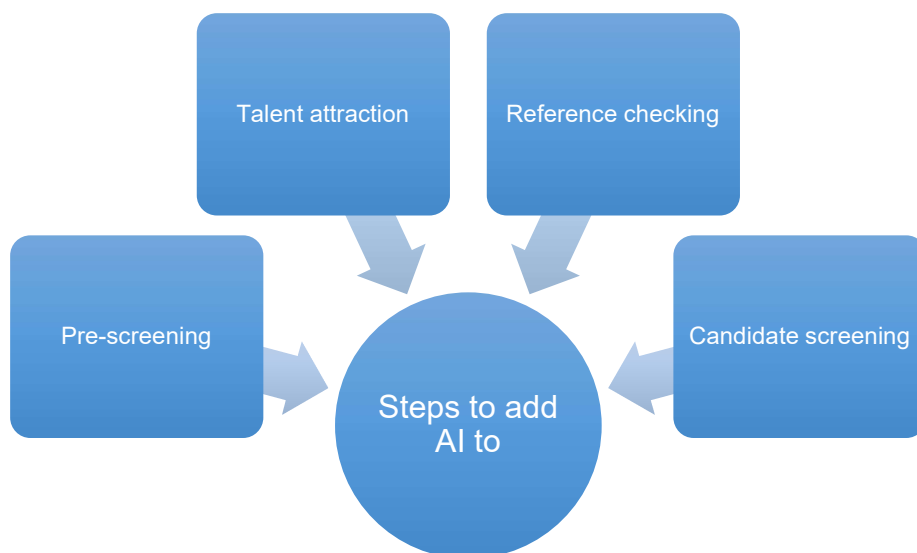 Talent attraction
Reference checking
Pre-screening
Candidate screening
Steps to add
AI to